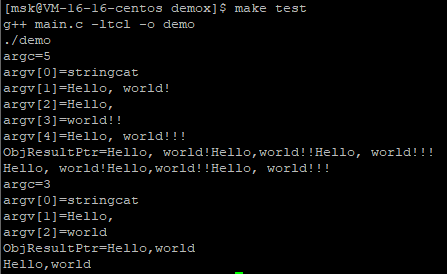 [msk@VM-16-16-centos demox]$ make test
g++ main.c -ltcl -o demo
./demo
argc=5
argv[0]=stringcat
argv[1]=Hello, world!
argv[2]=Hello,
argv[3]=world!!
argv[4]=Hello, world!!!
ObjResultPtr=Hello, world!Hello,world!!Hello, world!!!
Hello, world!Hello,world!!Hello, world!!!
argc=3
argv[0]=stringcat
argv[1]=Hello,
argv[2]=world
ObjResultPtr=Hello,world
Hello,world